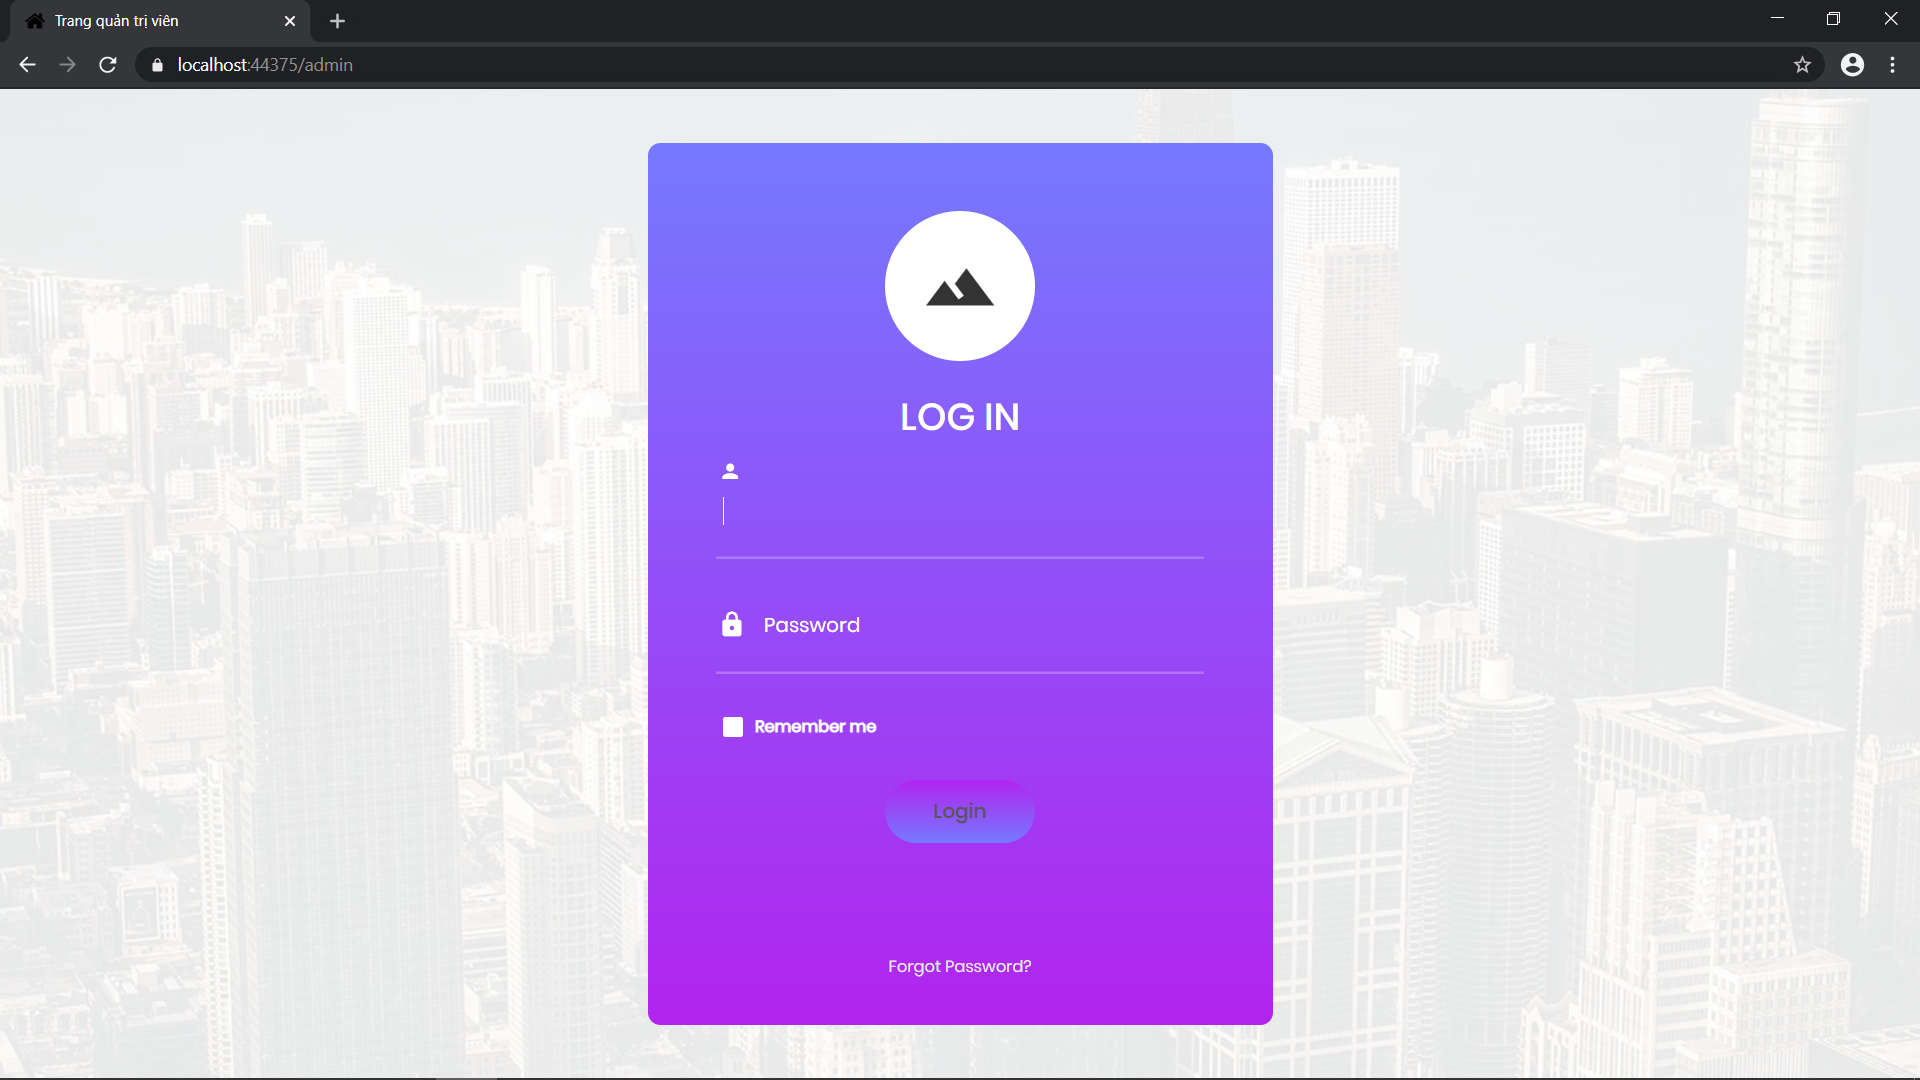 Trang quản trị viên
localhost:44375/admin
LOG IN
Password
Remember me
Login
Forgot Password?